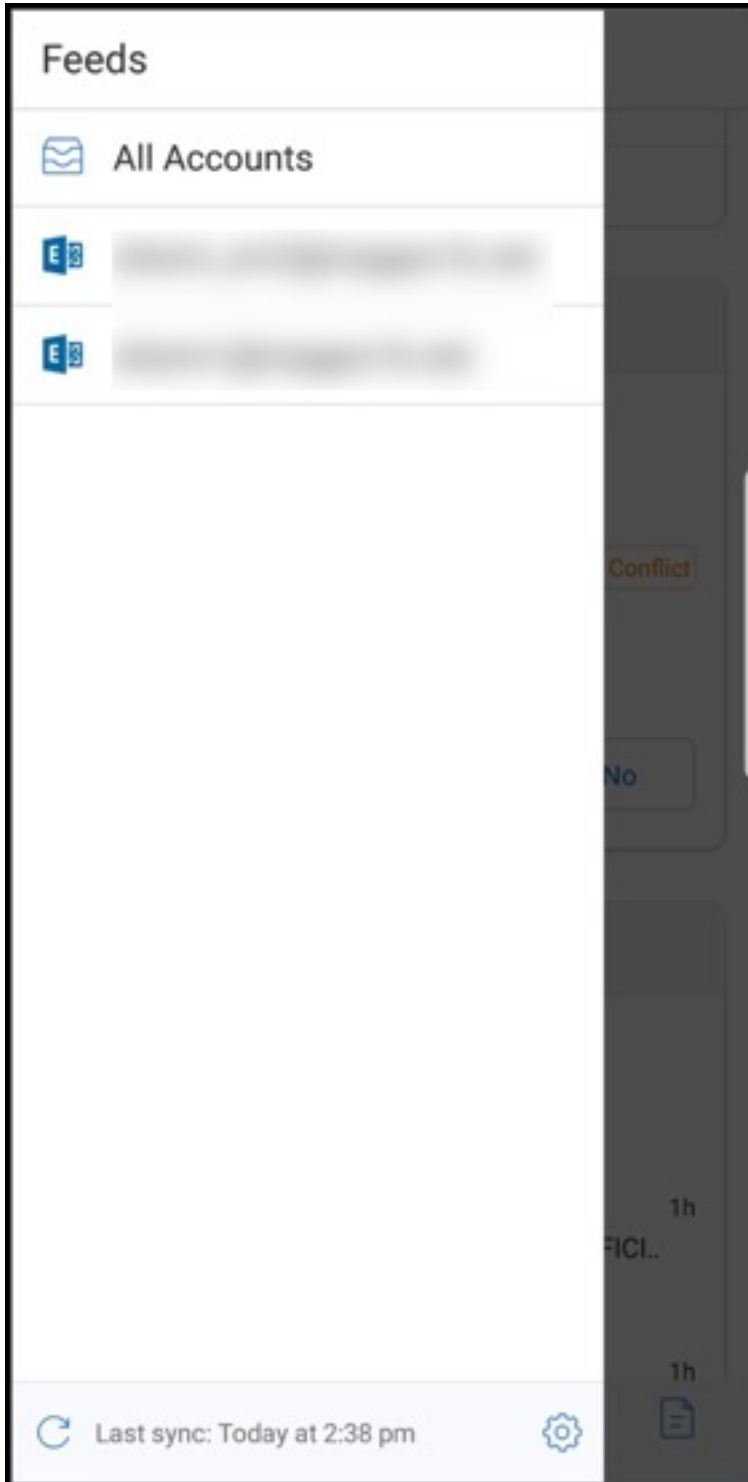 Feeds
All Accounts
E
E
Conflict
No
1h
FICI..
1h
Last sync: Today at 2:38 pm